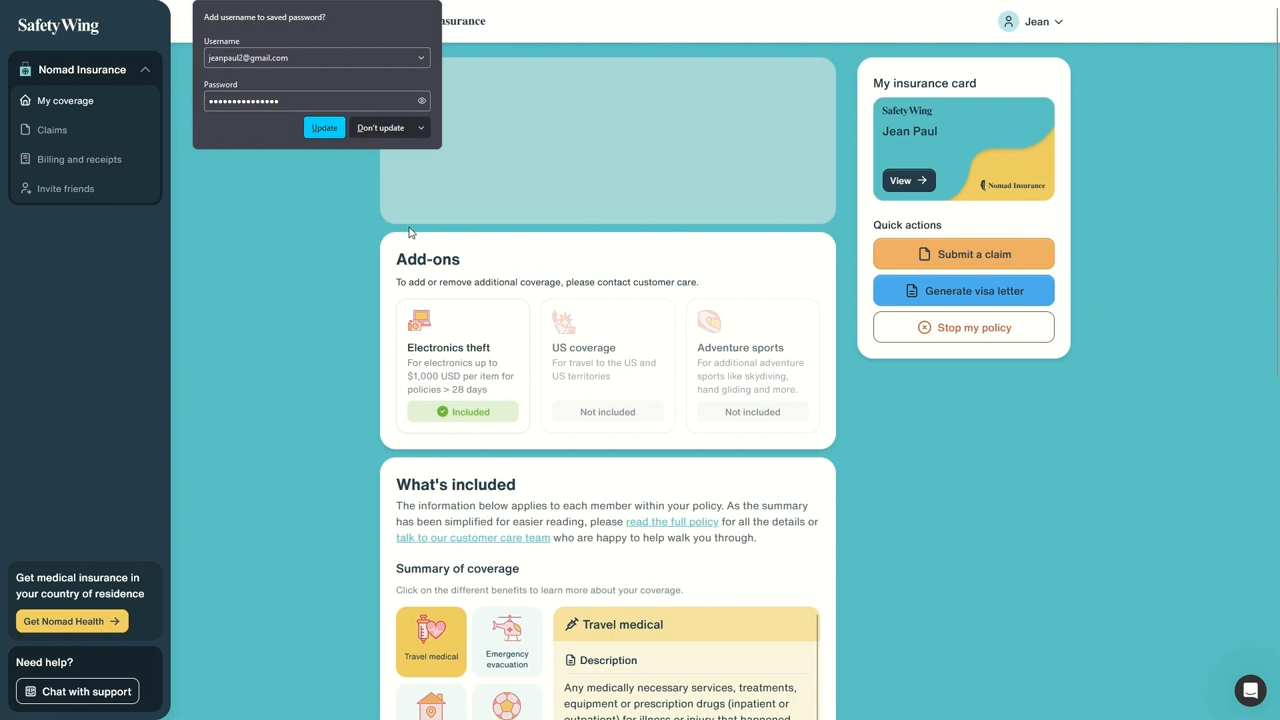 SafetyWing
Nomad Insurance
My coverage
Claims
Billing and receipts
Invite friends
Get medical insurance in
your country of residence
Get Nomad Health
Need help?
Chat with support
Add username to saved password?
Username
jeanpaul2@gmail.com
Password
Update
Don't update
Jean
Add-ons
To add or remove additional coverage, please contact customer care.
Electronics theft
For electronics up to
$1,000 USD per item for
policies > 28 days
Included
US coverage
For travel to the US and
US territories
Not included
Adventure sports
For additional adventure
sports like skydiving,
hand gliding and more.
Not included
What's included
The information below applies to each member within your policy. As the summary
has been simplified for easier reading, please read the full policy for all the details or
talk to our customer care team who are happy to help walk you through.
Summary of coverage
Click on the different benefits to learn more about your coverage.
Travel medical
Emergency
evacuation
Travel medical
Description
Any medically necessary services, treatments,
equipment or prescription drugs (inpatient or
outpatient) for illness or injury that happened
My insurance card
SafetyWing
Jean Paul
View
Nomad Insurance
Quick actions
Submit a claim
Generate visa letter
Stop my policy